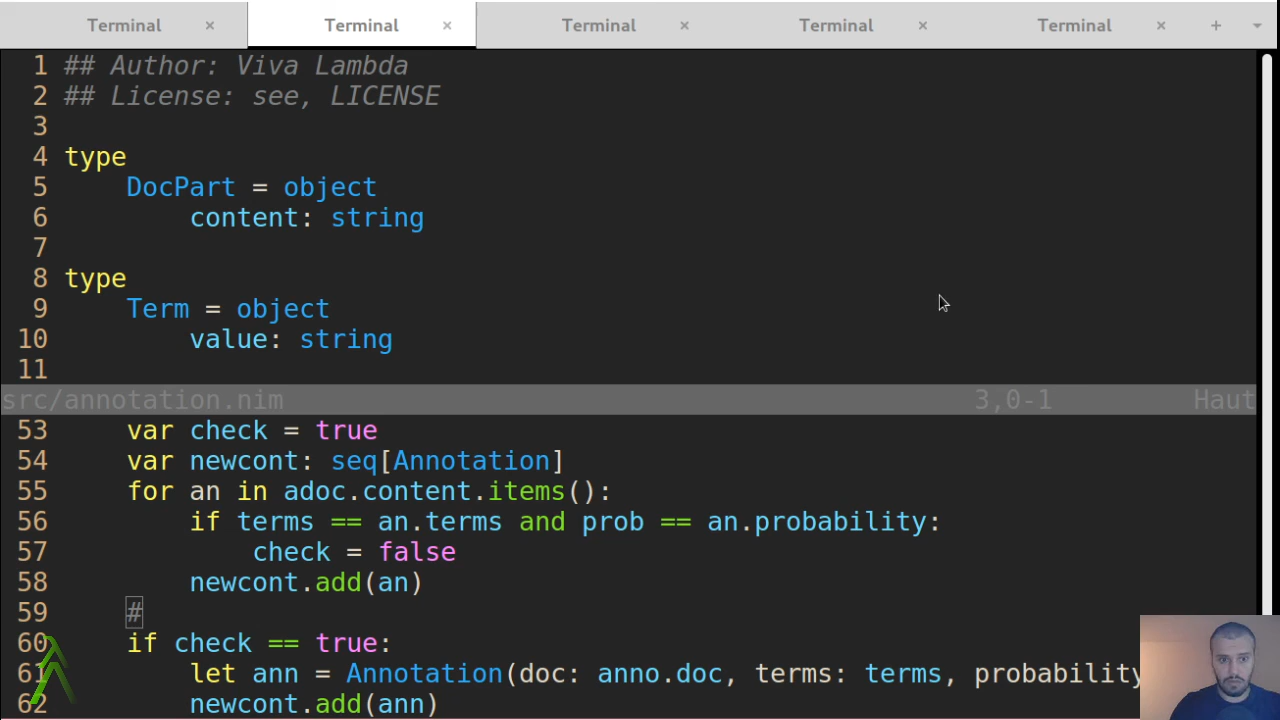 Terminal × Terminal × Terminal × Terminal × Terminal × +
1 ## Author: Viva Lambda
2 ## License: see, LICENSE
3
4 type
5     DocPart = object
6         content: string
7
8 type
9     Term = object
10         value: string
11
src/annotation.nim 3,0-1 Haut
53     var check = true
54     var newcont: seq[Annotation]
55     for an in adoc.content.items():
56         if terms == an.terms and prob == an.probability:
57             check = false
58         newcont.add(an)
59     #
60     if check == true:
61         let ann = Annotation(doc: anno.doc, terms: terms, probability
62         newcont.add(ann)